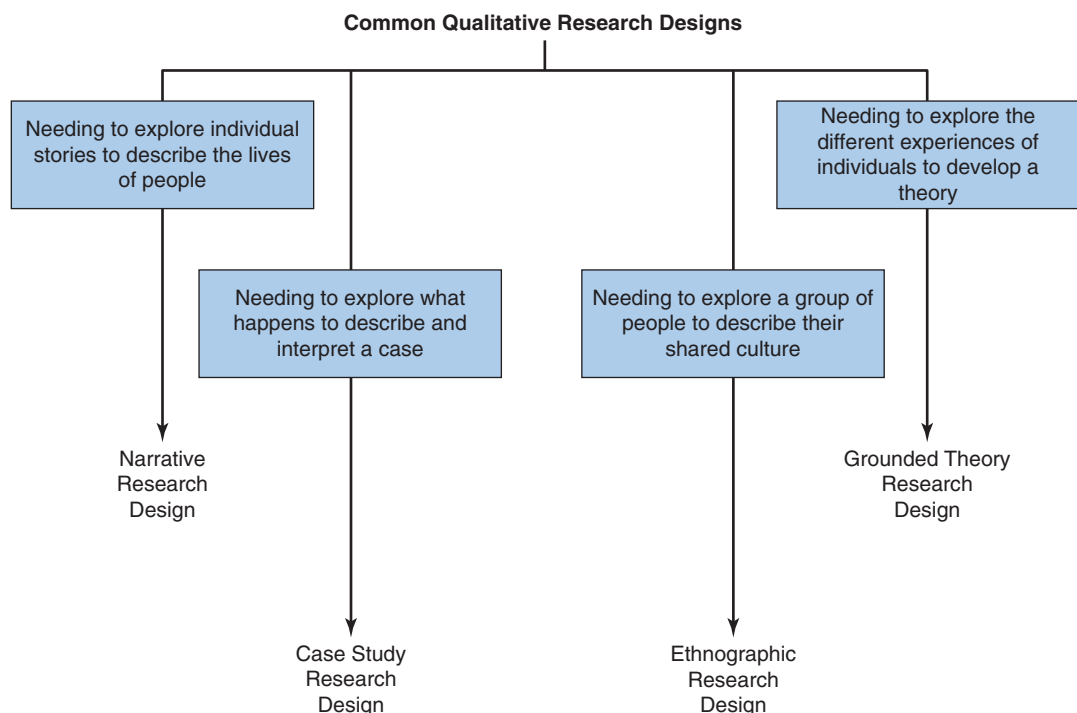 Common Qualitative Research Designs
Needing to explore individual
stories to describe the lives
of people
Needing to explore the
different experiences of
individuals to develop a
theory
Needing to explore what
happens to describe and
interpret a case
Needing to explore a group of
people to describe their
shared culture
Narrative
Research
Design
Grounded Theory
Research
Design
Case Study
Research
Design
Ethnographic
Research
Design